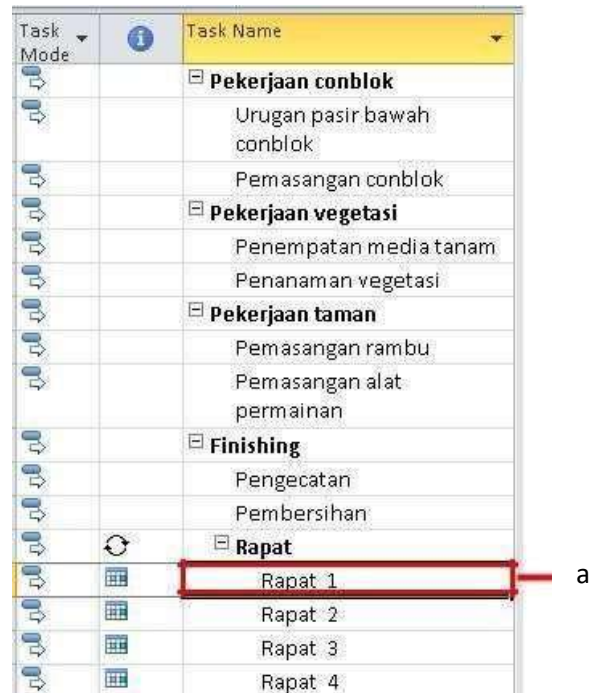 Task
Mode
Task Name
Pekerjaan conblok
Urugan pasir bawah
conblok
Pemasangan conblok
Pekerjaan vegetasi
Penempatan media tanam
Penanaman vegetasi
Pekerjaan taman
Pemasangan rambu
Pemasangan alat
permainan
Finishing
Pengecatan
Pembersihan
Rapat
Rapat 1
a
Rapat 2
Rapat 3
Rapat 4